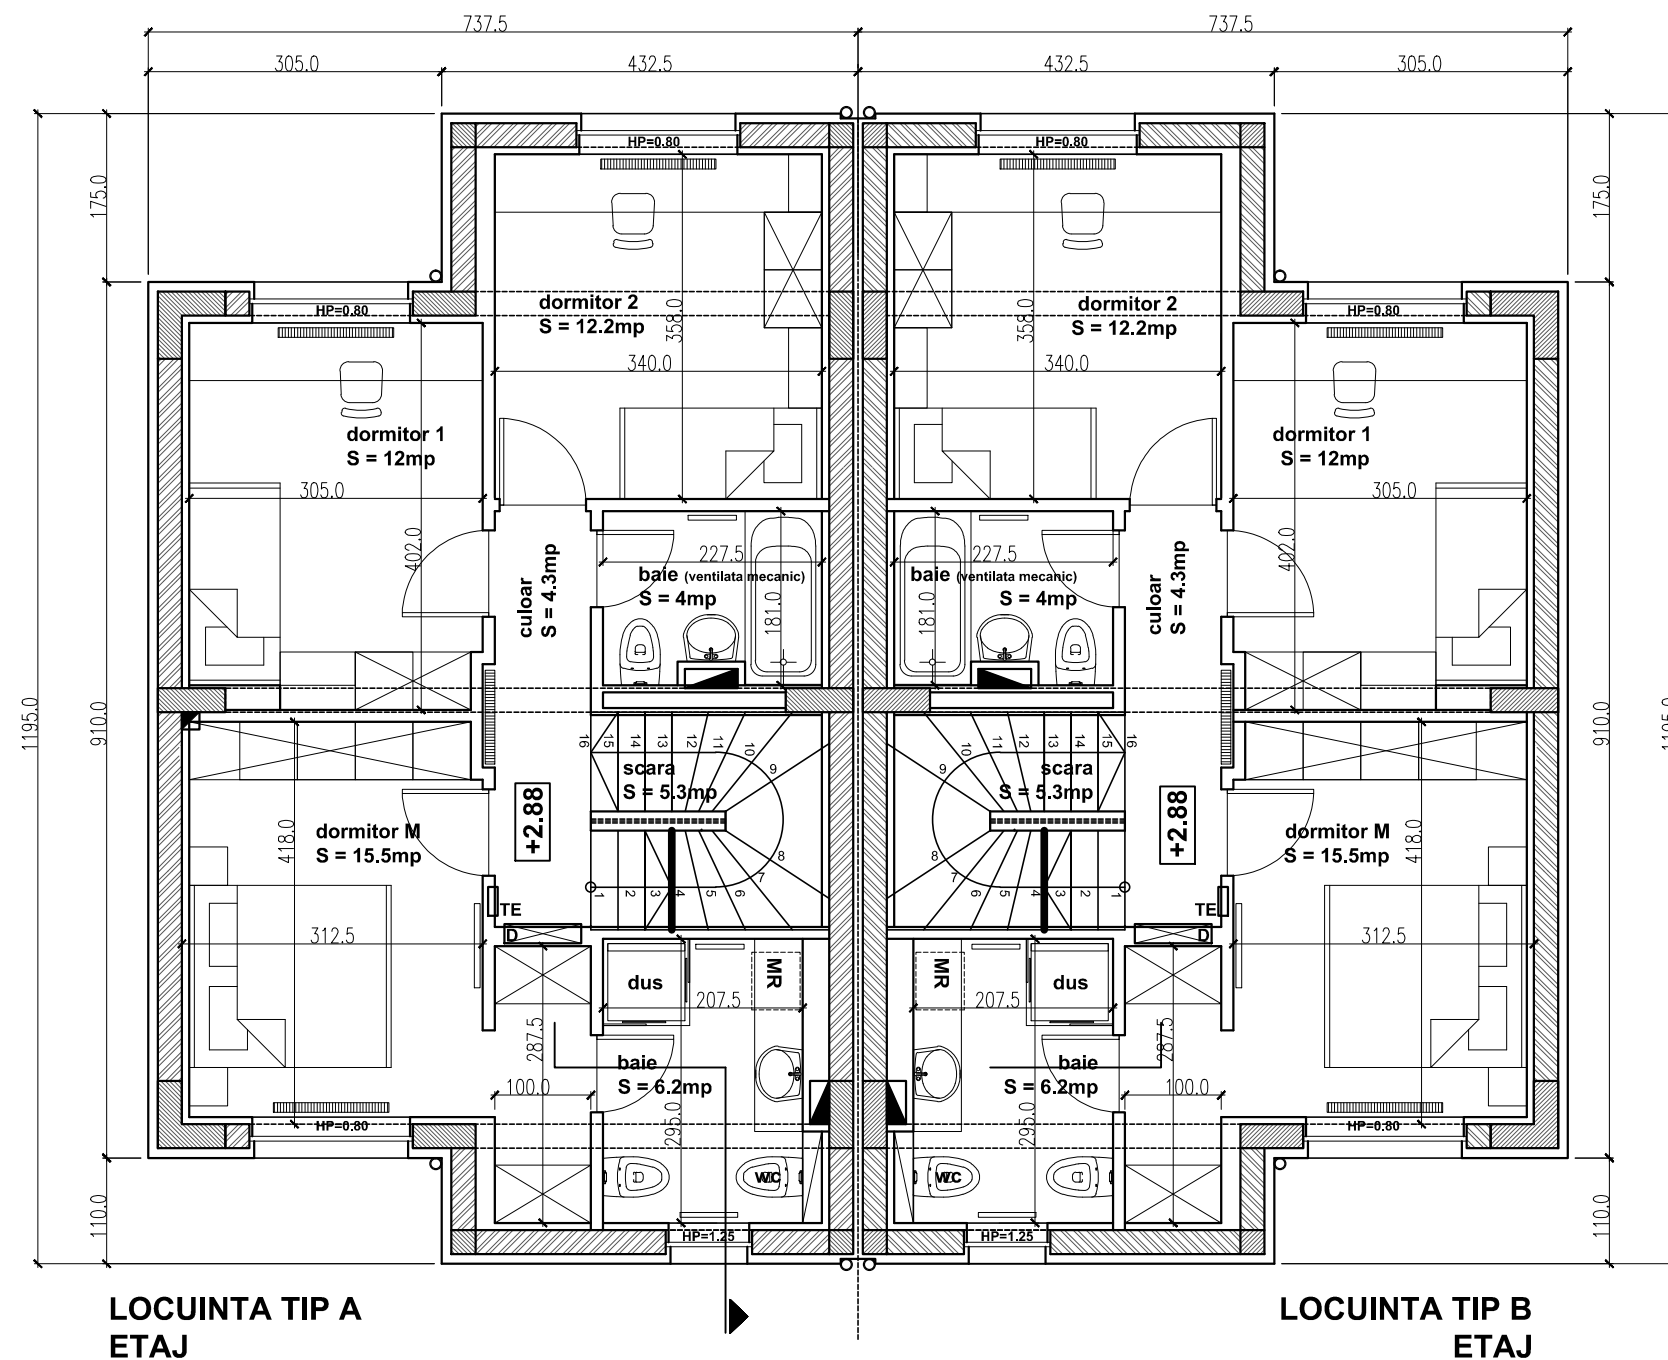 737.5
737.5
305.0
432.5
432.5
305.0
HP=0.80
HP=0.80
175.0
175.0
HP=0.80
HP=0.80
dormitor 2
S = 12.2mp
358.0
340.0
dormitor 2
S = 12.2mp
358.0
340.0
dormitor 1
S = 12mp
305.0
402.0
dormitor 1
S = 12mp
305.0
402.0
culoar
S = 4.3mp
227.5
baie (ventilata mecanic)
S = 4mp
181.0
227.5
baie (ventilata mecanic)
S = 4mp
181.0
culoar
S = 4.3mp
1195.0
910.0
910.0
16 15 14 13 12 11 10 9 8 7 6 5 4 3 2 1
scara
S = 5.3mp
10 11 12 13 14 15 16 9 8 7 6 5 4 3 2 1
scara
S = 5.3mp
+2.88
+2.88
dormitor M
S = 15.5mp
418.0
312.5
dormitor M
S = 15.5mp
418.0
312.5
TE
D
TE
D
dus
MR
207.5
MR
dus
207.5
287.5
287.5
baie
S = 6.2mp
295.0
baie
S = 6.2mp
295.0
100.0
100.0
HP=0.80
HP=0.80
WC
WC
110.0
110.0
HP=1.25
HP=1.25
LOCUINTA TIP A
ETAJ
LOCUINTA TIP B
ETAJ